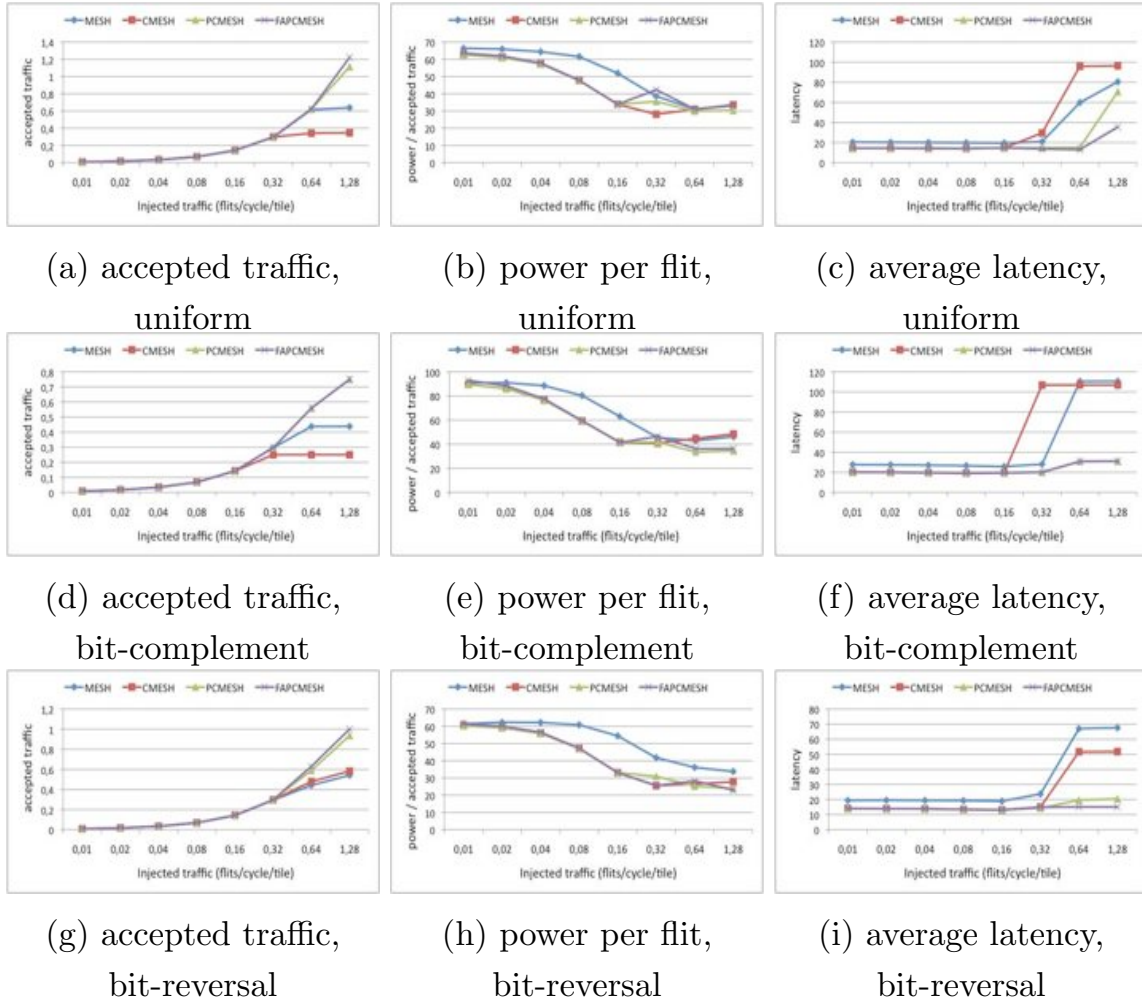 MESH CMESH PCMESH FAPCMESH
accepted traffic
1,4
1,2
1
0,8
0,6
0,4
0,2
0
0,01 0,02 0,04 0,08 0,16 0,32 0,64 1,28
Injected traffic (flits/cycle/tile)
(a) accepted traffic,
uniform
MESH CMESH PCMESH FAPCMESH
power / accepted traffic
70
60
50
40
30
20
10
0
0,01 0,02 0,04 0,08 0,16 0,32 0,64 1,28
Injected traffic (flits/cycle/tile)
(b) power per flit,
uniform
MESH CMESH PCMESH FAPCMESH
latency
120
100
80
60
40
20
0
0,01 0,02 0,04 0,08 0,16 0,32 0,64 1,28
Injected traffic (flits/cycle/tile)
(c) average latency,
uniform
MESH CMESH PCMESH FAPCMESH
accepted traffic
0,8
0,7
0,6
0,5
0,4
0,3
0,2
0,1
0
0,01 0,02 0,04 0,08 0,16 0,32 0,64 1,28
Injected traffic (flits/cycle/tile)
(d) accepted traffic,
bit-complement
MESH CMESH PCMESH FAPCMESH
power / accepted traffic
100
80
60
40
20
0
0,01 0,02 0,04 0,08 0,16 0,32 0,64 1,28
Injected traffic (flits/cycle/tile)
(e) power per flit,
bit-complement
MESH CMESH PCMESH FAPCMESH
latency
120
100
80
60
40
20
0
0,01 0,02 0,04 0,08 0,16 0,32 0,64 1,28
Injected traffic (flits/cycle/tile)
(f) average latency,
bit-complement
MESH CMESH PCMESH FAPCMESH
accepted traffic
1,2
1
0,8
0,6
0,4
0,2
0
0,01 0,02 0,04 0,08 0,16 0,32 0,64 1,28
Injected traffic (flits/cycle/tile)
(g) accepted traffic,
bit-reversal
MESH CMESH PCMESH FAPCMESH
power / accepted traffic
70
60
50
40
30
20
10
0
0,01 0,02 0,04 0,08 0,16 0,32 0,64 1,28
Injected traffic (flits/cycle/tile)
(h) power per flit,
bit-reversal
MESH CMESH PCMESH FAPCMESH
latency
80
70
60
50
40
30
20
10
0
0,01 0,02 0,04 0,08 0,16 0,32 0,64 1,28
Injected traffic (flits/cycle/tile)
(i) average latency,
bit-reversal